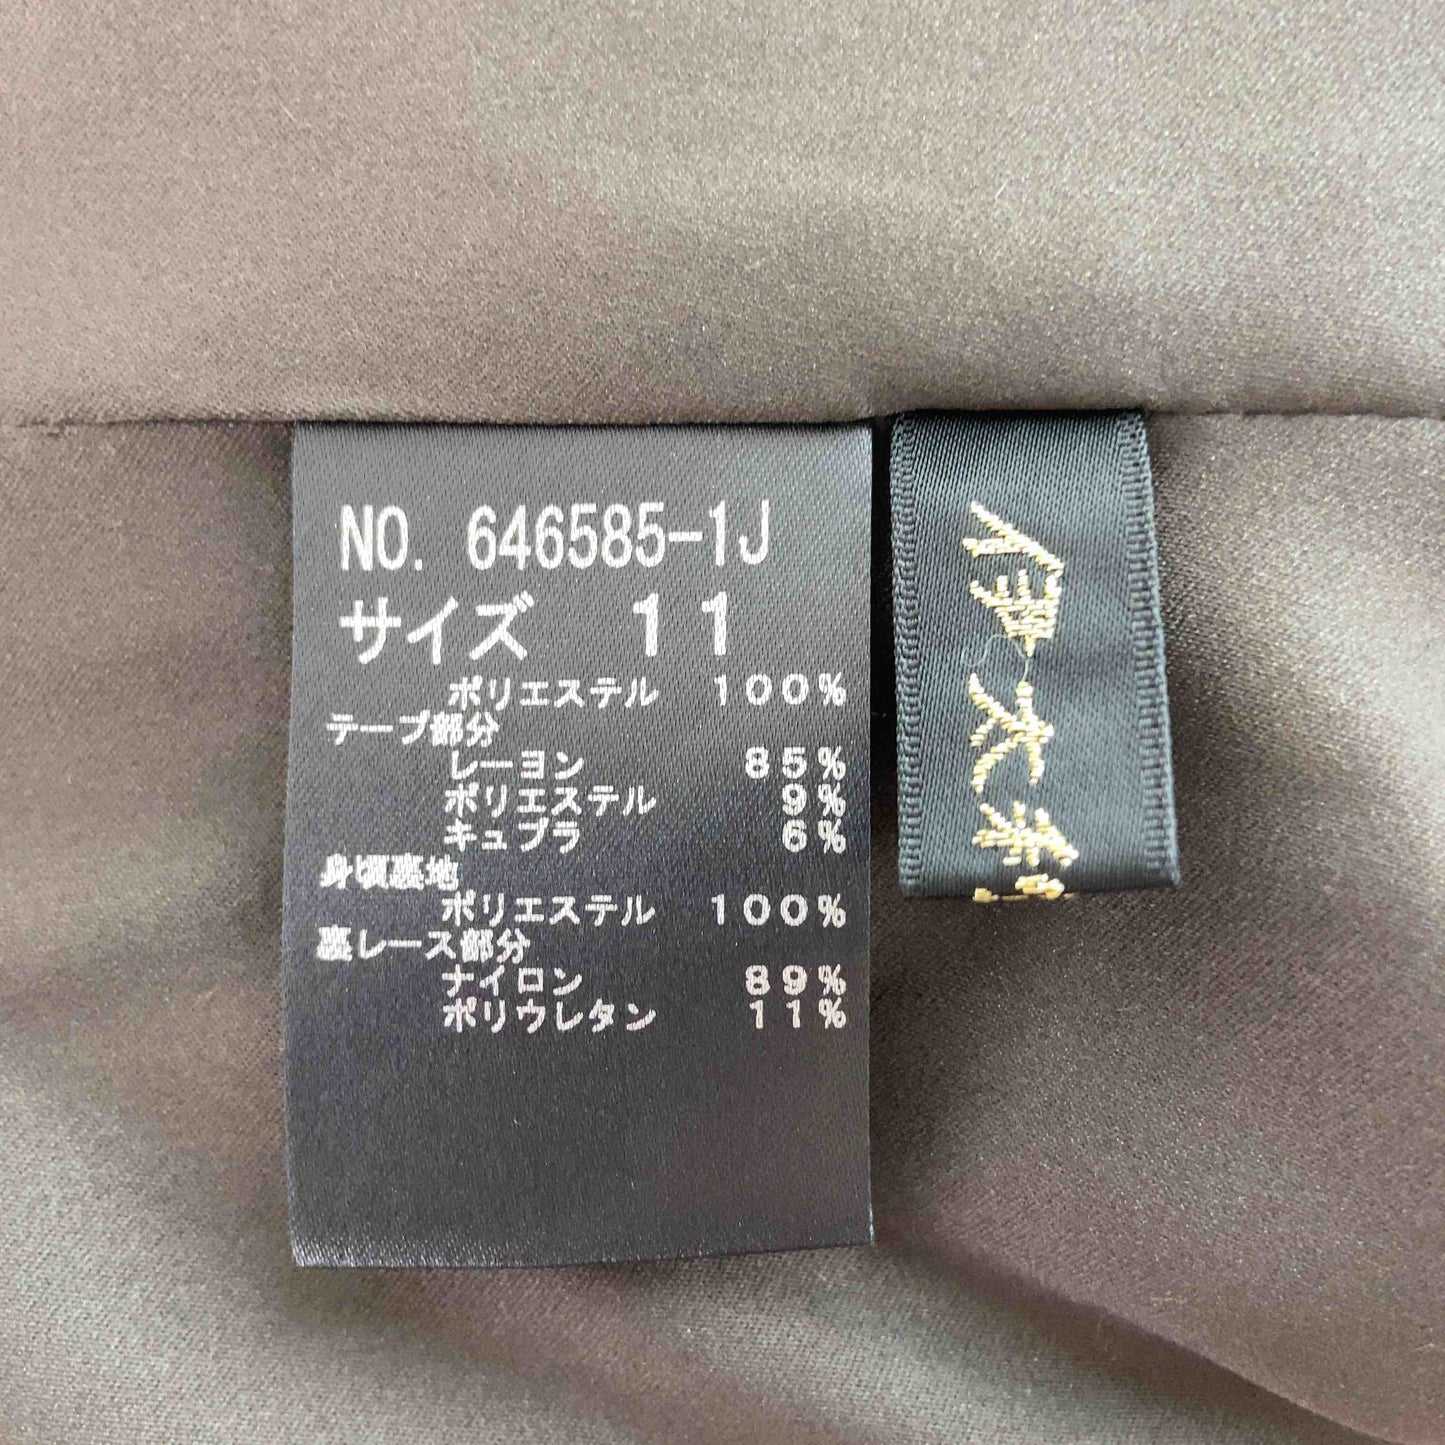 NO. 646585-1J
サイズ 11
ポリエステル 100%
テープ部分
レーヨン 85%
ポリエステル 9%
キュプラ 6%
身頃裏地
ポリエステル 100%
裏レース部分
ナイロン 89%
ポリウレタン 11%
伊太利